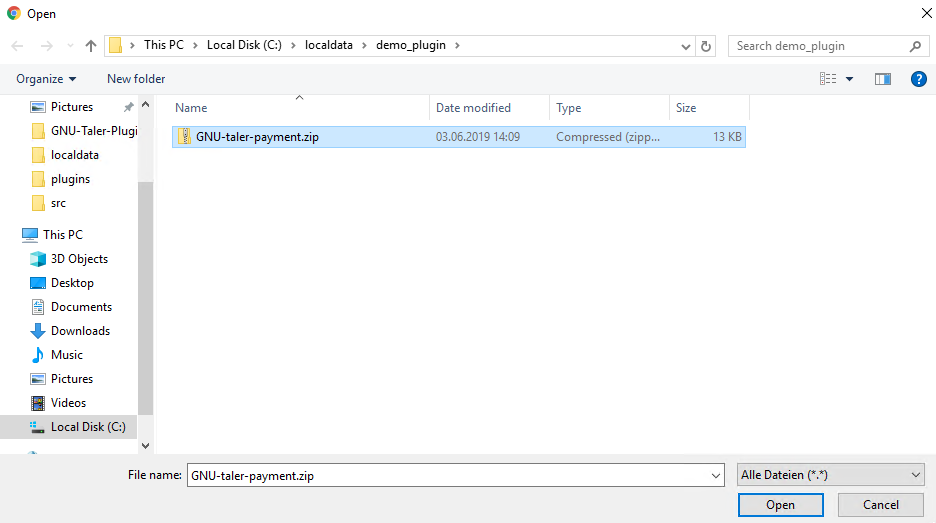 Open
This PC Local Disk (C:) localdata demo_plugin Search demo_plugin
Organize New folder
Name Date modified Type Size
GNU-taler-payment.zip 03.06.2019 14:09 Compressed (zipp... 13 KB
Pictures
GNU-Taler-Plugi
localdata
plugins
src
This PC
3D Objects
Desktop
Documents
Downloads
Music
Pictures
Videos
Local Disk (C:)
File name: GNU-taler-payment.zip Alle Dateien (*.*)
Open Cancel